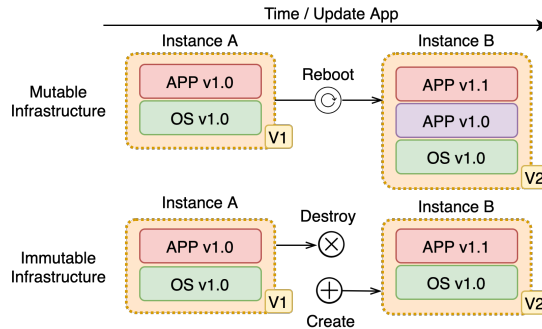 Time / Update App
Instance A
Instance B
Mutable
Infrastructure
APP v1.0
OS v1.0
V1
Reboot
APP v1.1
APP v1.0
OS v1.0
V2
Instance A
Instance B
Immutable
Infrastructure
APP v1.0
OS v1.0
V1
Destroy
Create
APP v1.1
OS v1.0
V2